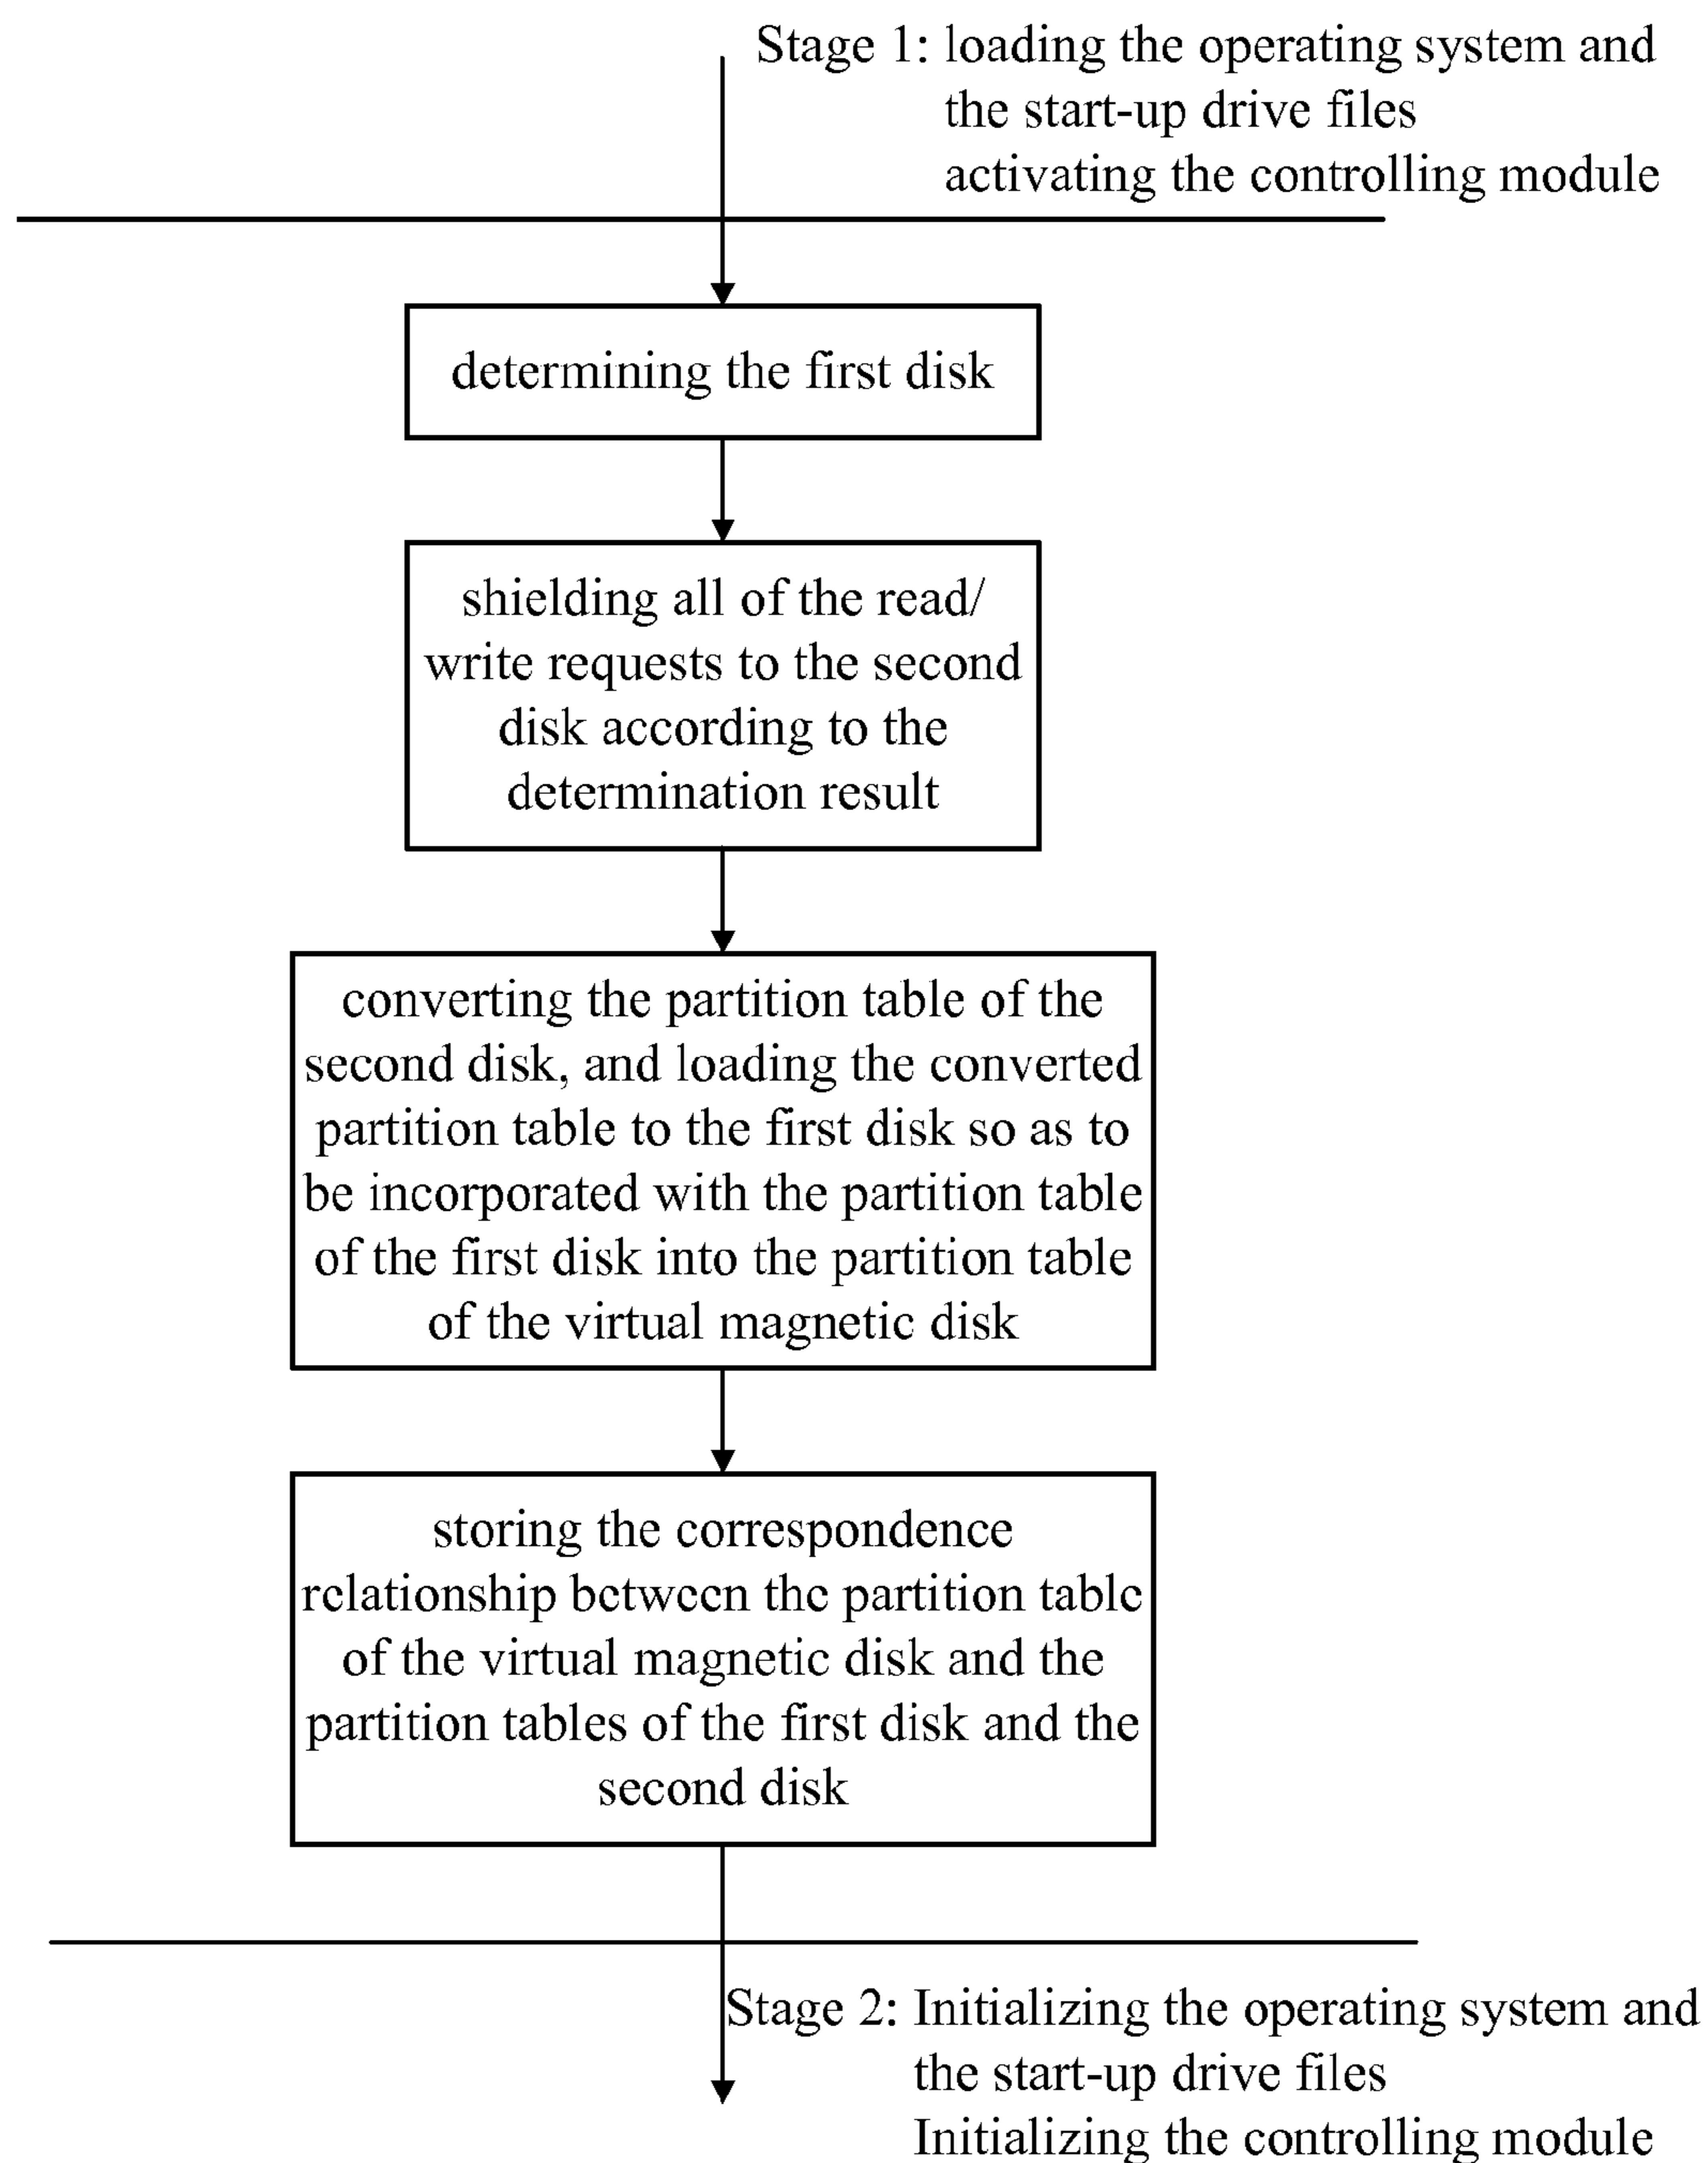 Stage 1: loading the operating system and
the start-up drive files
activating the controlling module
determining the first disk
shielding all of the read/
write requests to the second
disk according to the
determination result
converting the partition table of the
second disk, and loading the converted
partition table to the first disk so as to
be incorporated with the partition table
of the first disk into the partition table
of the virtual magnetic disk
storing the correspondence
relationship between the partition table
of the virtual magnetic disk and the
partition tables of the first disk and the
second disk
Stage 2: Initializing the operating system and
the start-up drive files
Initializing the controlling module